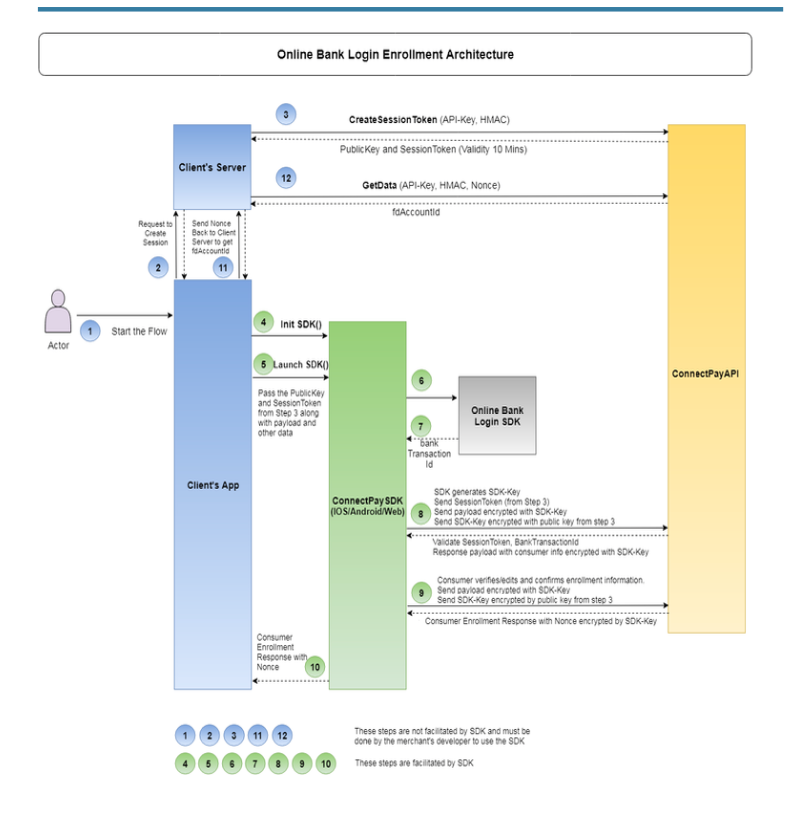 Online Bank Login Enrollment Architecture
3
CreateSessionToken (API-Key, HMAC)
PublicKey and SessionToken (Validity 10 Mins)
Client's Server
12
GetData (API-Key, HMAC, Nonce)
fdAccountId
Request to
Create
Session
Send Nonce
Back to Client
Server to get
fdAccountId
2
11
Actor
1
Start the Flow
4
Init SDK()
5
Launch SDK()
Pass the PublicKey
and SessionToken
from Step 3 along
with payload and
other data
6
Online Bank
Login SDK
7
bank
Transaction
Id
ConnectPayAPI
Client's App
ConnectPaySDK
(IOS/Android/Web)
8
SDK generates SDK-Key
Send SessionToken (from Step 3)
Send payload encrypted with SDK-Key
Send SDK-Key encrypted with public key from step 3
Validate SessionToken, BankTransactionId
Response payload with consumer info encrypted with SDK-Key
9
Consumer verifies/edits and confirms enrollment information.
Send payload encrypted with SDK-Key
Send SDK-Key encrypted by public key from step 3
Consumer Enrollment Response with Nonce encrypted by SDK-Key
Consumer
Enrollment
Response with
Nonce
10
1 2 3 11 12
These steps are not facilitated by SDK and must be
done by the merchant's developer to use the SDK
4 5 6 7 8 9 10
These steps are facilitated by SDK